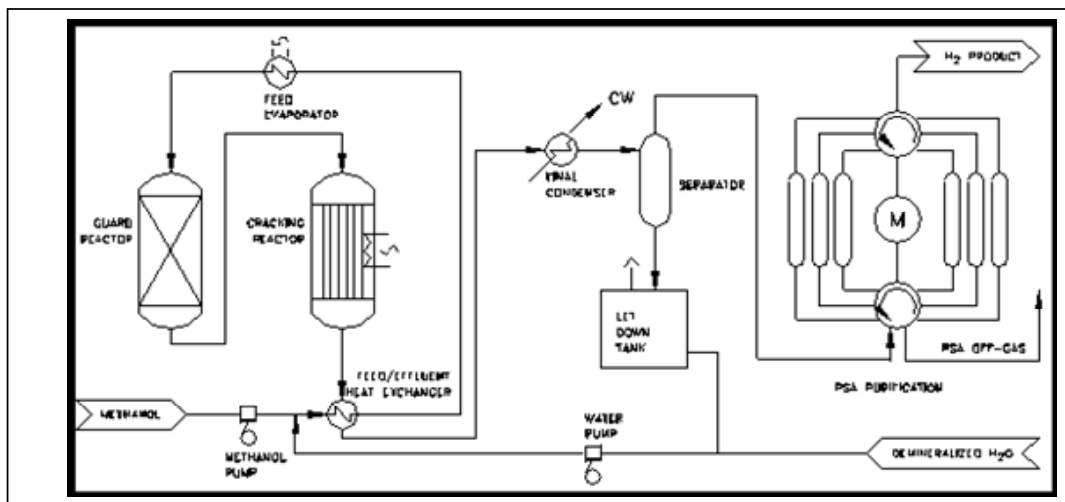 H2 PRODUCT
FEED
EVAPORATOR
CW
FINAL
CONDENSER
SEPARATOR
GUARD
REACTOR
CRACKING
REACTOR
M
LET
DOWN
TANK
PSA OFF-GAS
FEED/EFFLUENT
HEAT EXCHANGER
PSA PURIFICATION
METHANOL
METHANOL
PUMP
WATER
PUMP
DEMINERALIZED H2O